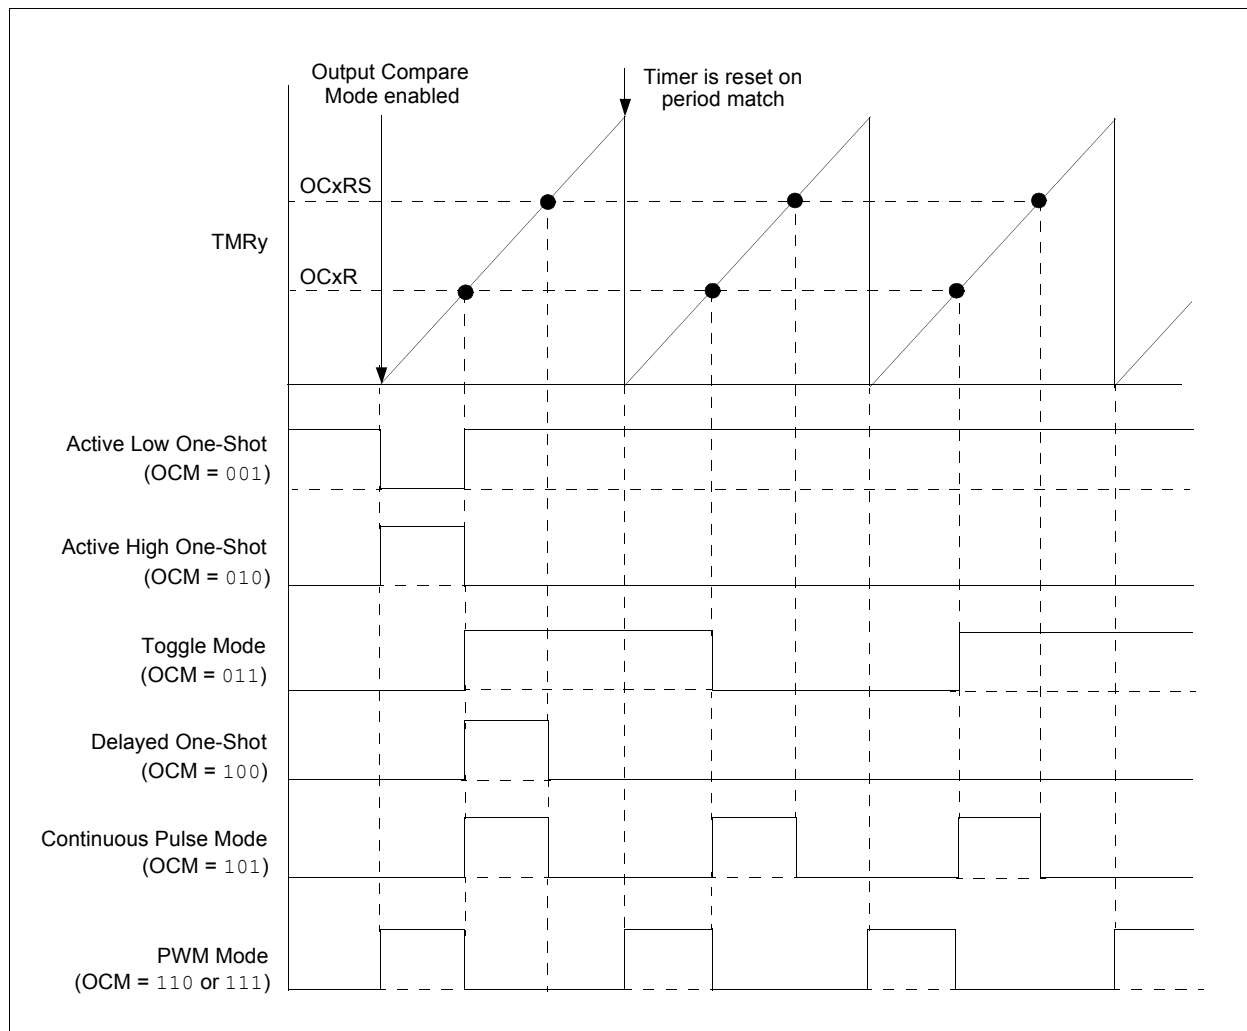 Output Compare
Mode enabled
Timer is reset on
period match
OCxRS
TMRy
OCxR
Active Low One-Shot
(OCM = 001)
Active High One-Shot
(OCM = 010)
Toggle Mode
(OCM = 011)
Delayed One-Shot
(OCM = 100)
Continuous Pulse Mode
(OCM = 101)
PWM Mode
(OCM = 110 or 111)